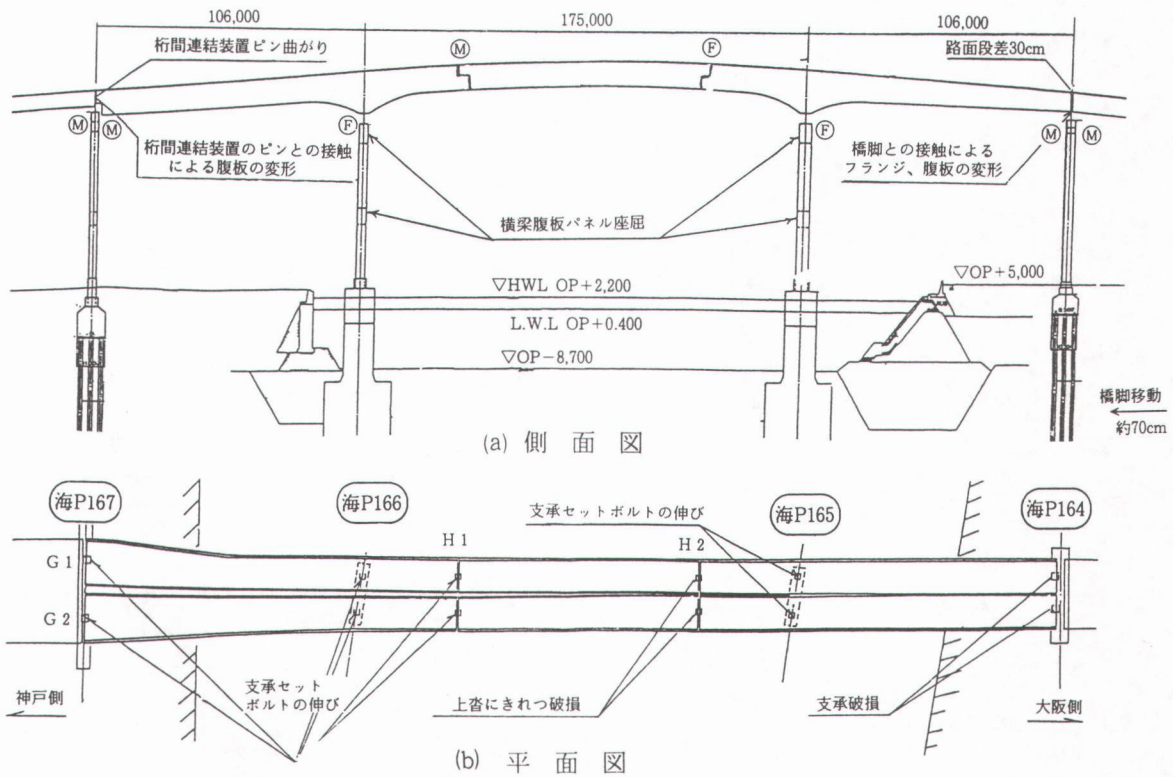 106,000
175,000
106,000
桁間連結装置ピン曲がり
Ⓜ
Ⓕ
路面段差30cm
Ⓜ
Ⓜ
Ⓕ
Ⓕ
Ⓜ
Ⓜ
桁間連結装置のピンとの接触
による腹板の変形
橋脚との接触による
フランジ、腹板の変形
横梁腹板パネル座屈
▽HWL OP+2,200
▽OP+5,000
L.W.L OP+0.400
▽OP−8,700
橋脚移動
約70cm
(a) 側面図
海P167
海P166
支承セットボルトの伸び
海P165
海P164
G1
H1
H2
G2
神戸側
支承セット
ボルトの伸び
上沓にきれつ破損
支承破損
大阪側
(b) 平面図